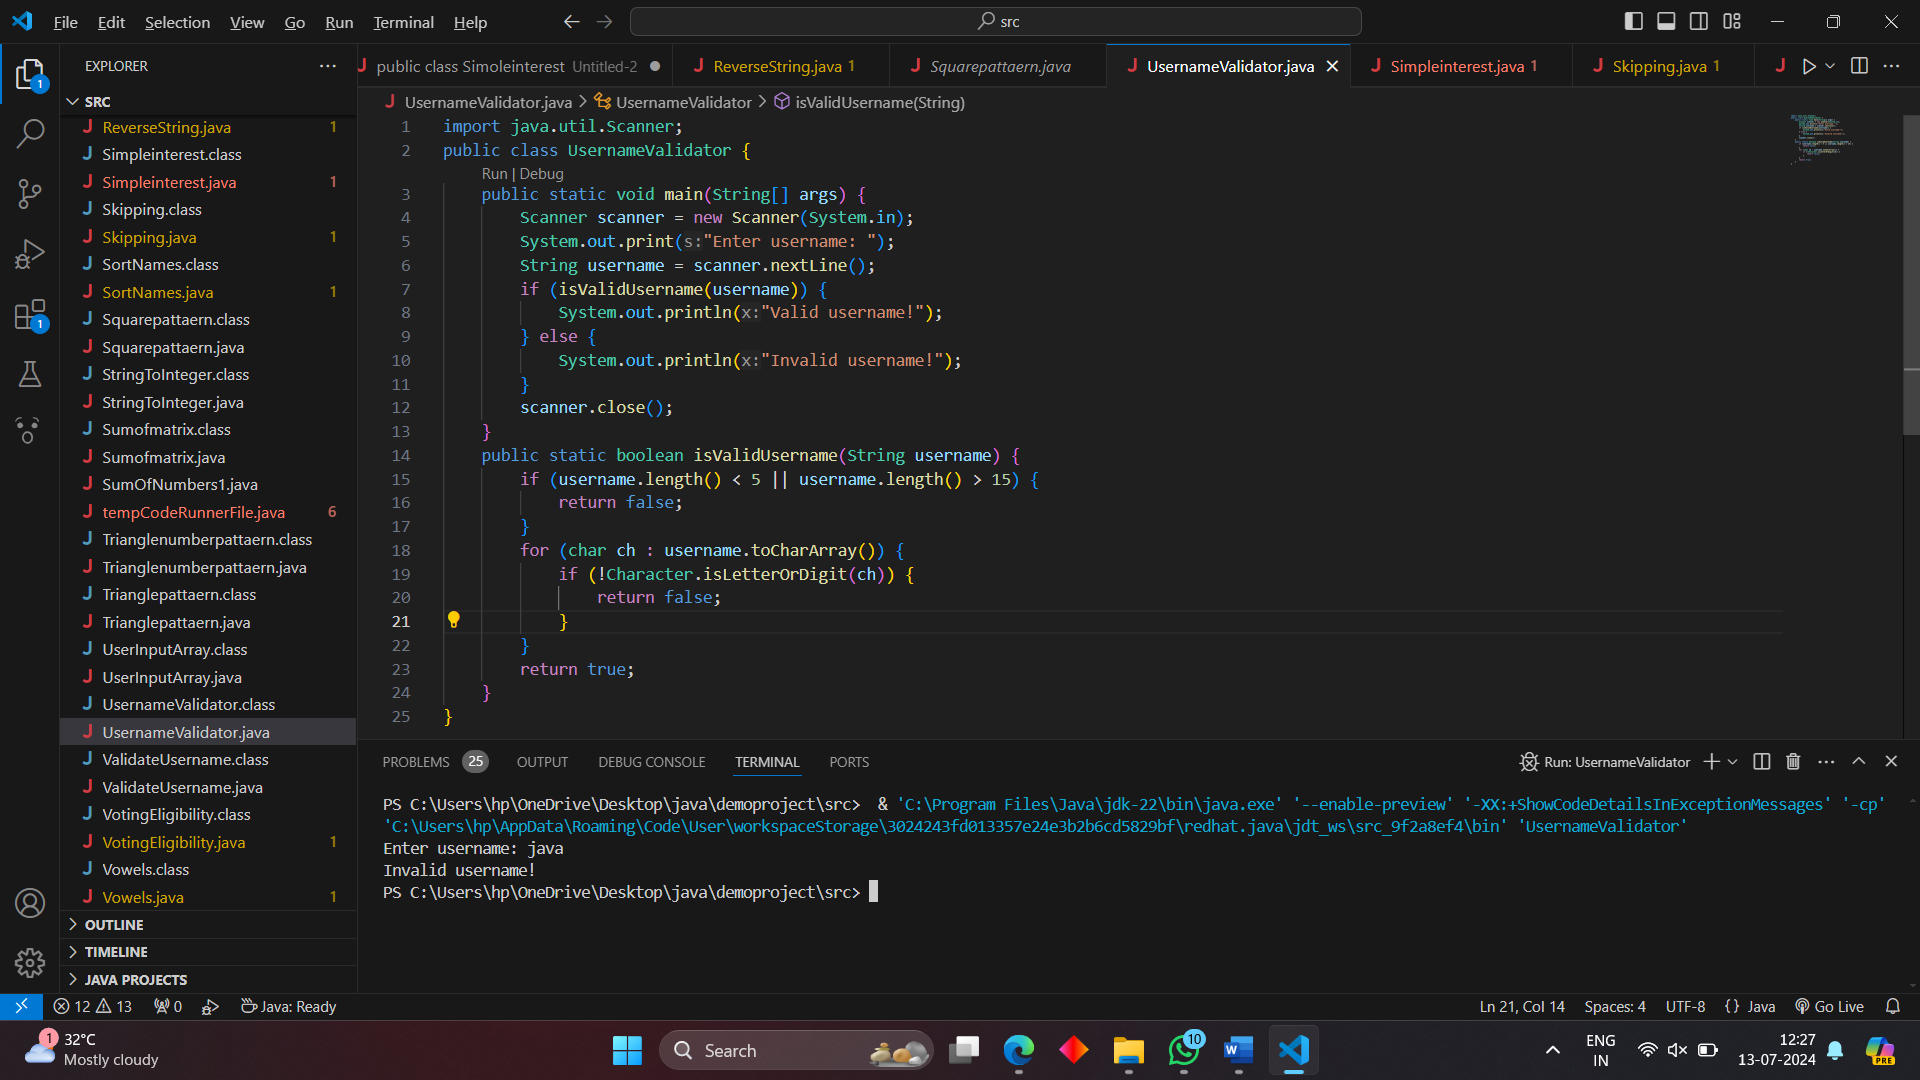 File Edit Selection View Go Run Terminal Help
src
EXPLORER
SRC
ReverseString.java 1
Simpleinterest.class
Simpleinterest.java 1
Skipping.class
Skipping.java 1
SortNames.class
SortNames.java 1
Squarepattaern.class
Squarepattaern.java
StringToInteger.class
StringToInteger.java
Sumofmatrix.class
Sumofmatrix.java
SumOfNumbers1.java
tempCodeRunnerFile.java 6
Trianglenumberpattaern.class
Trianglenumberpattaern.java
Trianglepattaern.class
Trianglepattaern.java
UserInputArray.class
UserInputArray.java
UsernameValidator.class
UsernameValidator.java
ValidateUsername.class
ValidateUsername.java
VotingEligibility.class
VotingEligibility.java 1
Vowels.class
Vowels.java 1
OUTLINE
TIMELINE
JAVA PROJECTS
1
1
public class Simoleinterest Untitled-2
ReverseString.java 1
Squarepattaern.java
UsernameValidator.java
Simpleinterest.java 1
Skipping.java 1
UsernameValidator.java > UsernameValidator > isValidUsername(String)
1 import java.util.Scanner;
2 public class UsernameValidator {
Run | Debug
3 public static void main(String[] args) {
4 Scanner scanner = new Scanner(System.in);
5 System.out.print(s:"Enter username: ");
6 String username = scanner.nextLine();
7 if (isValidUsername(username)) {
8 System.out.println(x:"Valid username!");
9 } else {
10 System.out.println(x:"Invalid username!");
11 }
12 scanner.close();
13 }
14 public static boolean isValidUsername(String username) {
15 if (username.length() < 5 || username.length() > 15) {
16 return false;
17 }
18 for (char ch : username.toCharArray()) {
19 if (!Character.isLetterOrDigit(ch)) {
20 return false;
21 }
22 }
23 return true;
24 }
25 }
PROBLEMS 25 OUTPUT DEBUG CONSOLE TERMINAL PORTS
Run: UsernameValidator
PS C:\Users\hp\OneDrive\Desktop\java\demoproject\src> & 'C:\Program Files\Java\jdk-22\bin\java.exe' '--enable-preview' '-XX:+ShowCodeDetailsInExceptionMessages' '-cp'
'C:\Users\hp\AppData\Roaming\Code\User\workspaceStorage\3024243fd013357e24e3b2b6cd5829bf\redhat.java\jdt_ws\src_9f2a8ef4\bin' 'UsernameValidator'
Enter username: java
Invalid username!
PS C:\Users\hp\OneDrive\Desktop\java\demoproject\src>
12 13 0 Java: Ready
Ln 21, Col 14 Spaces: 4 UTF-8 {} Java Go Live
1
32°C
Mostly cloudy
Search
10
W
ENG
IN
12:27
13-07-2024
PRE